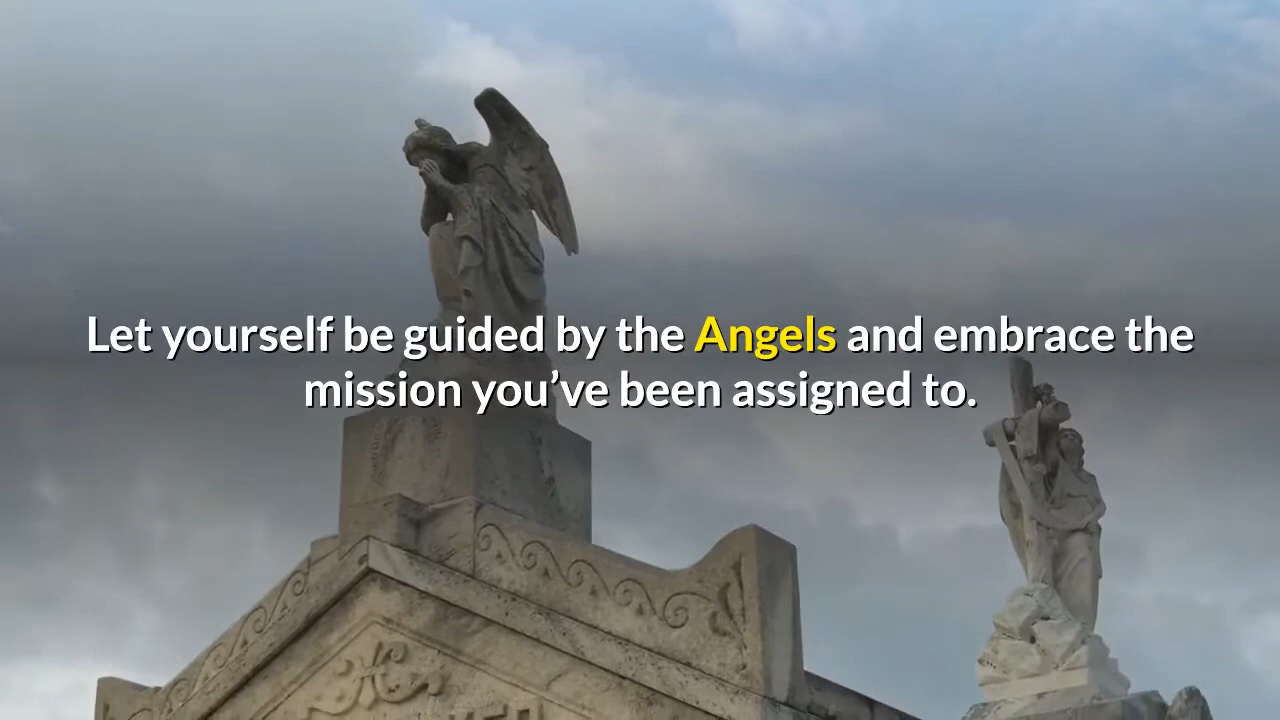 Let yourself be guided by the Angels and embrace the
mission you’ve been assigned to.